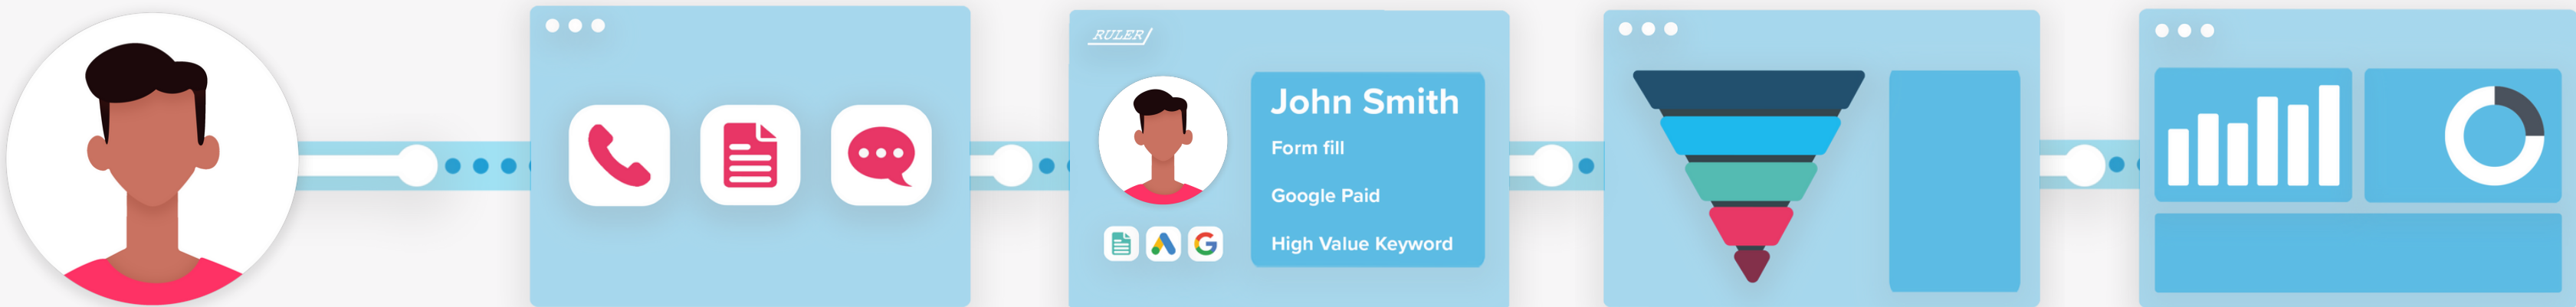 RULER
John Smith
Form fill
Google Paid
High Value Keyword